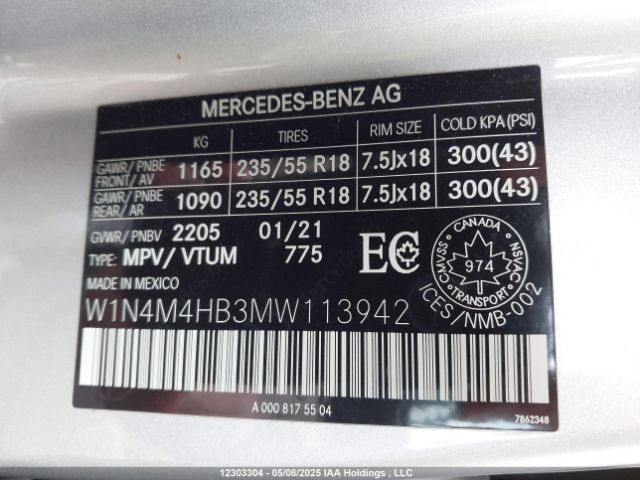 MERCEDES-BENZ AG
KG TIRES RIM SIZE COLD KPA(PSI)
GAWR/PNBE FRONT/AV 1165 235/55 R18 7.5Jx18 300(43)
GAWR/PNBE REAR/AR 1090 235/55 R18 7.5Jx18 300(43)
GVWR/PNBV 2205 01/21
TYPE: MPV/VTUM 775
EC
CANADA
CMVSS 974 NSVAC
TRANSPORT
ICES/NMB-002
MADE IN MEXICO
W1N4M4HB3MW113942
A 000 817 55 04
7862348
12303304 - 05/08/2025 IAA Holdings , LLC